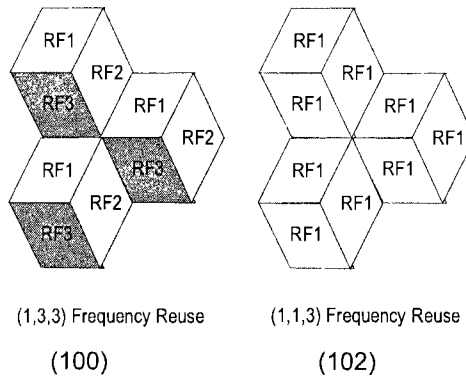 RF1
RF2
RF3
RF1
RF2
RF3
RF1
RF2
RF3
RF1
RF1
RF1
RF1
RF1
RF1
RF1
RF1
RF1
(1,3,3) Frequency Reuse
(1,1,3) Frequency Reuse
(100)
(102)